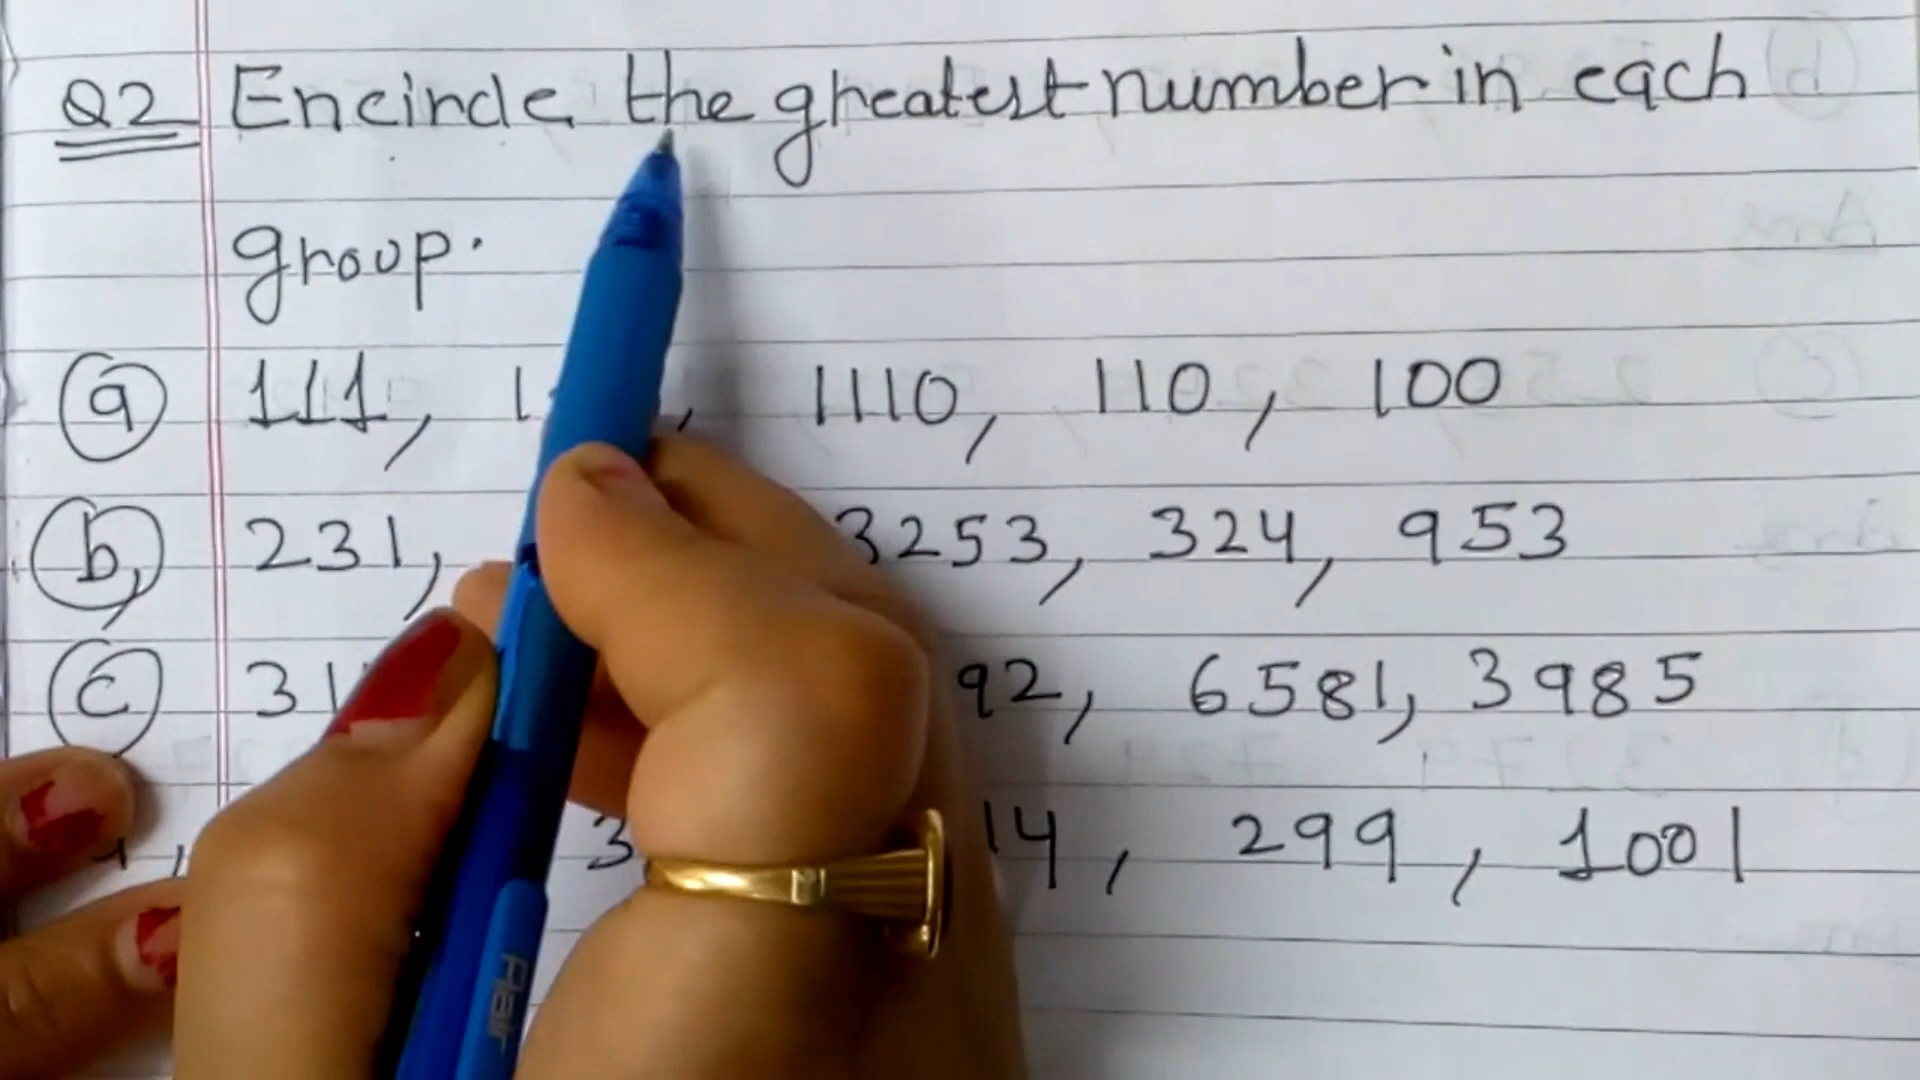 Q2 Encircle the greatest number in each
group.
a 111, 1110, 110, 100
b, 231, 3253, 324, 953
c 31 92, 6581, 3985
3 14, 299, 1001
Flair